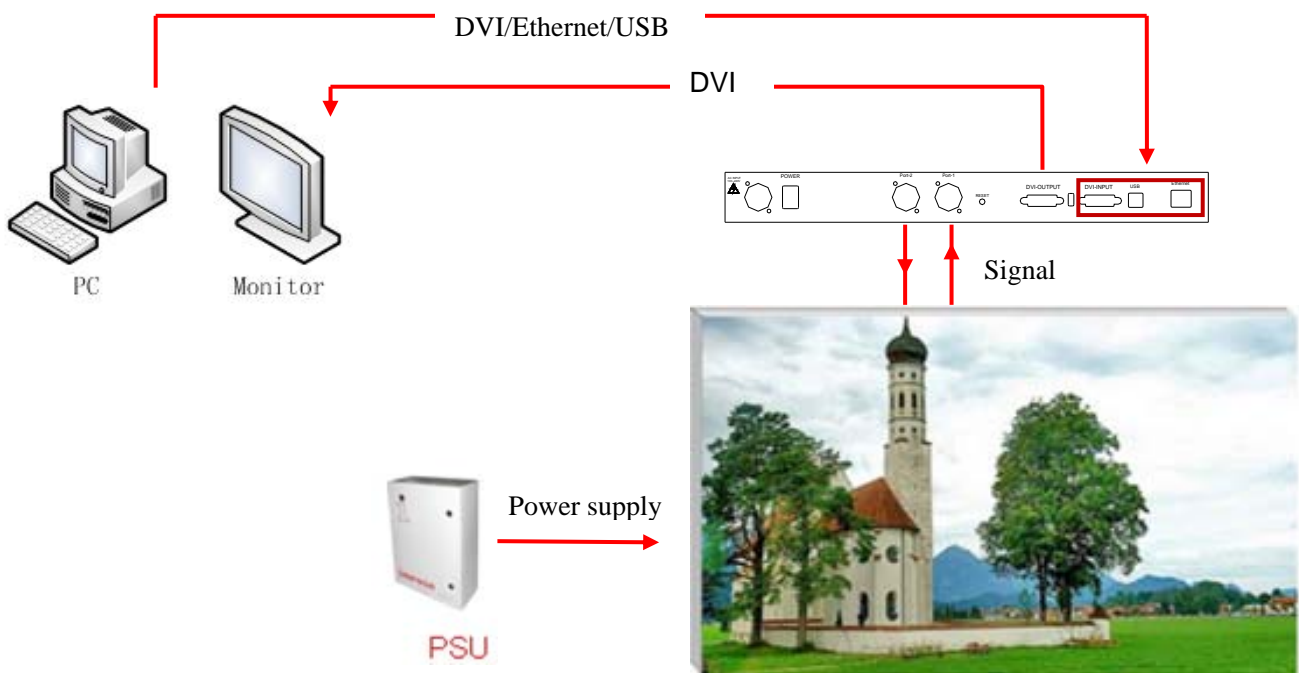 DVI/Ethernet/USB
DVI
POWER
Port-2
Port-1
RESET
DVI-OUTPUT
DVI-INPUT
USB
Ethernet
PC
Monitor
Signal
Power supply
PSU